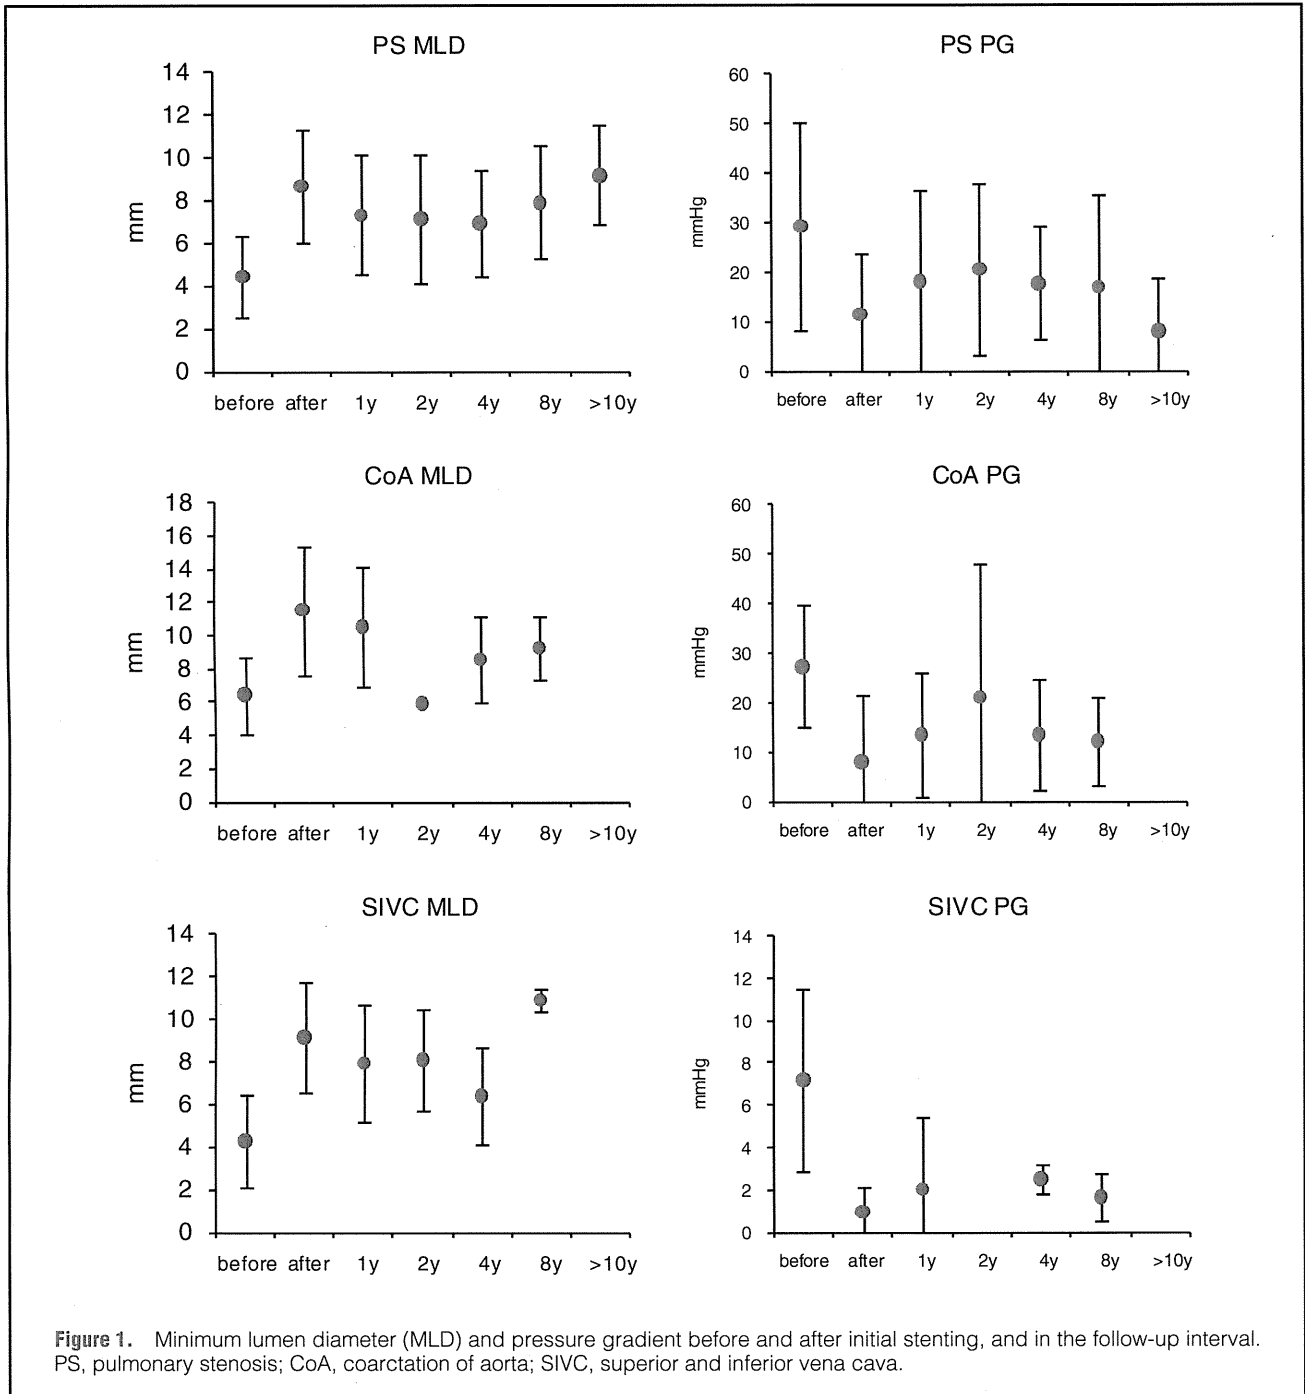 PS MLD
14
12
10
8
6
4
2
0
mm
before after 1y 2y 4y 8y >10y
PS PG
60
50
40
30
20
10
0
mmHg
before after 1y 2y 4y 8y >10y
CoA MLD
18
16
14
12
10
8
6
4
2
0
mm
before after 1y 2y 4y 8y >10y
CoA PG
60
50
40
30
20
10
0
mmHg
before after 1y 2y 4y 8y >10y
SIVC MLD
14
12
10
8
6
4
2
0
mm
before after 1y 2y 4y 8y >10y
SIVC PG
14
12
10
8
6
4
2
0
mmHg
before after 1y 2y 4y 8y >10y
Figure 1. Minimum lumen diameter (MLD) and pressure gradient before and after initial stenting, and in the follow-up interval.
PS, pulmonary stenosis; CoA, coarctation of aorta; SIVC, superior and inferior vena cava.